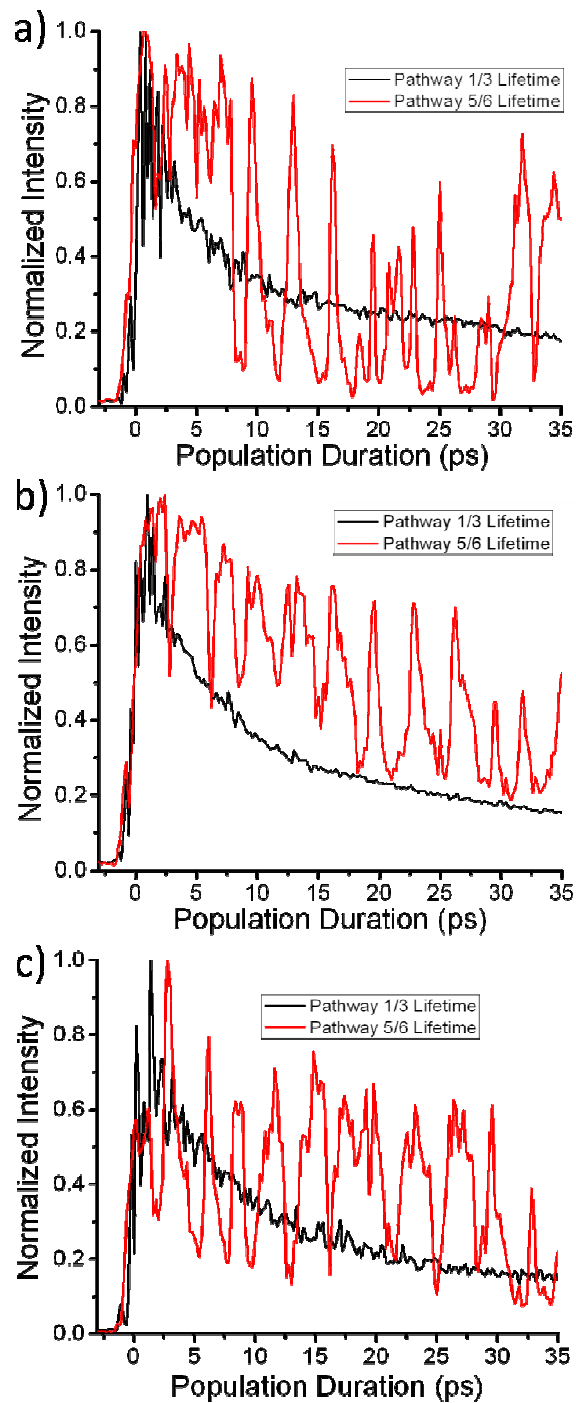 a)
1.0
Pathway 1/3 Lifetime
Pathway 5/6 Lifetime
0.8
0.6
0.4
0.2
0.0
Normalized Intensity
0 5 10 15 20 25 30 35
Population Duration (ps)
b)
1.0
Pathway 1/3 Lifetime
Pathway 5/6 Lifetime
0.8
0.6
0.4
0.2
0.0
Normalized Intensity
0 5 10 15 20 25 30 35
Population Duration (ps)
c)
1.0
Pathway 1/3 Lifetime
Pathway 5/6 Lifetime
0.8
0.6
0.4
0.2
0.0
Normalized Intensity
0 5 10 15 20 25 30 35
Population Duration (ps)